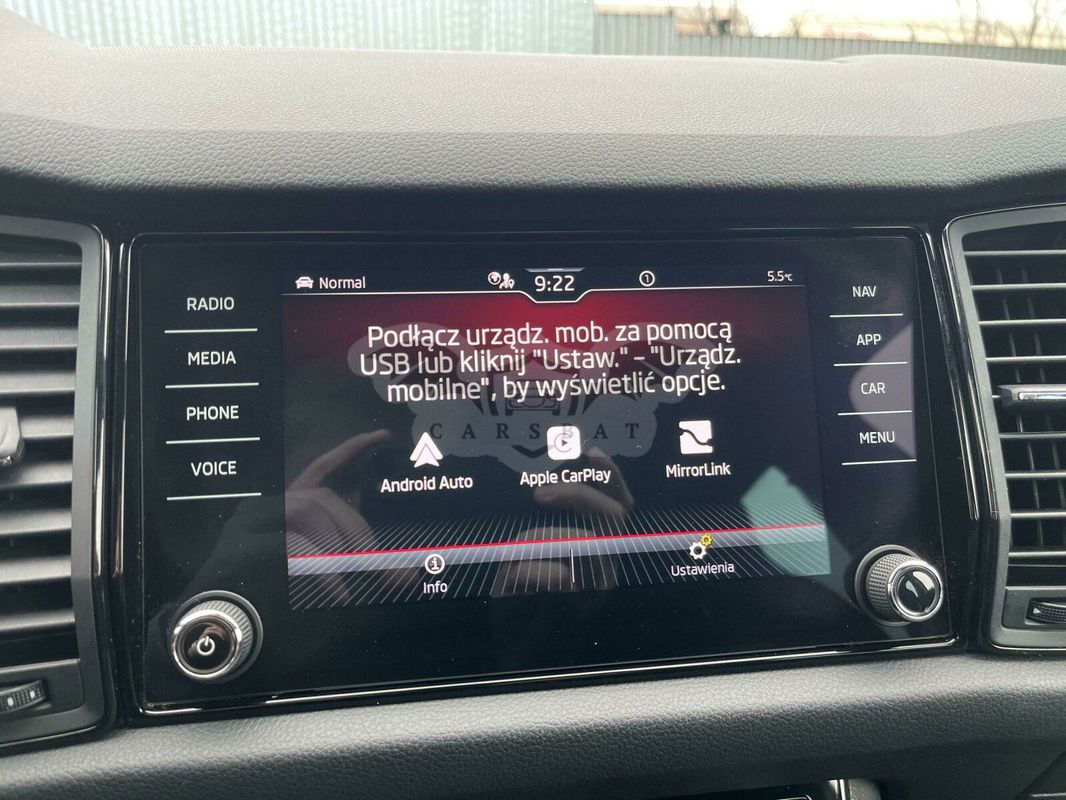 Normal
9:22
1
5.5°C
RADIO
MEDIA
PHONE
VOICE
Podłącz urządz. mob. za pomocą
USB lub kliknij "Ustaw." – "Urządz.
mobilne", by wyświetlić opcje.
CARSEAT
Android Auto
Apple CarPlay
MirrorLink
Info
Ustawienia
NAV
APP
CAR
MENU